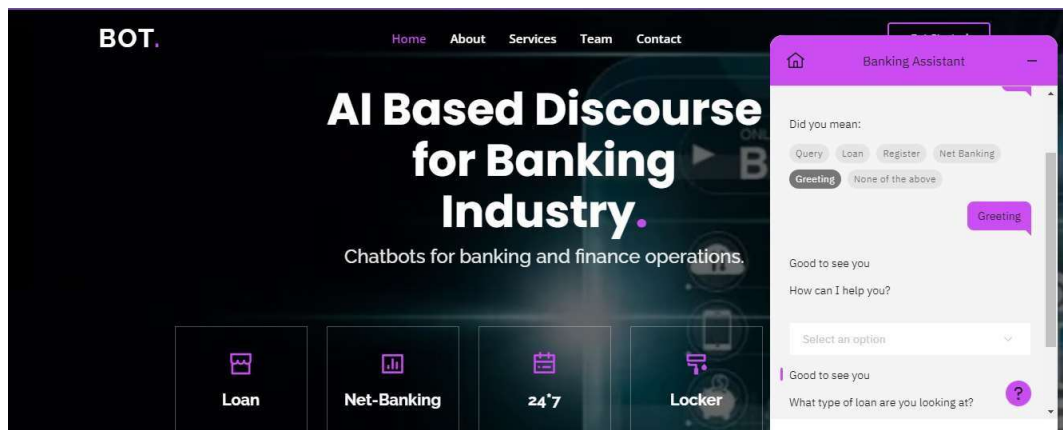 BOT.
Home About Services Team Contact
AI Based Discourse
for Banking
Industry.
Chatbots for banking and finance operations.
Loan
Net-Banking
24*7
Locker
Banking Assistant
Did you mean:
Query Loan Register Net Banking
Greeting None of the above
Greeting
Good to see you
How can I help you?
Select an option
Good to see you
What type of loan are you looking at?
?